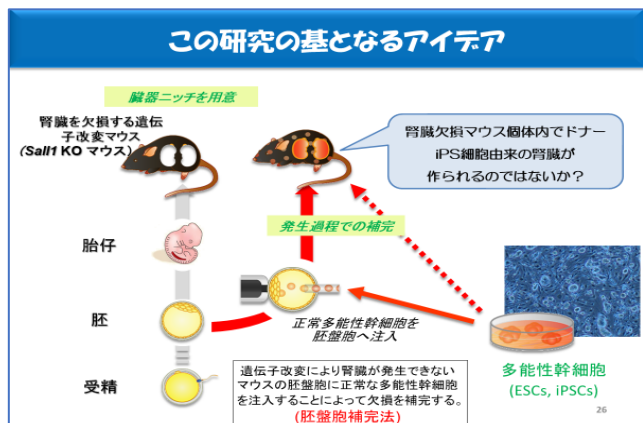 この研究の基となるアイデア
臓器ニッチを用意
腎臓を欠損する遺伝
子改変マウス
(Sall1 KO マウス)
腎臓欠損マウス個体内でドナー
iPS細胞由来の腎臓が
作られるのではないか？
発生過程での補完
胎仔
胚
正常多能性幹細胞を
胚盤胞へ注入
受精
遺伝子改変により腎臓が発生できない
マウスの胚盤胞に正常な多能性幹細胞
を注入することによって欠損を補完する。
(胚盤胞補完法)
多能性幹細胞
(ESCs, iPSCs)
26